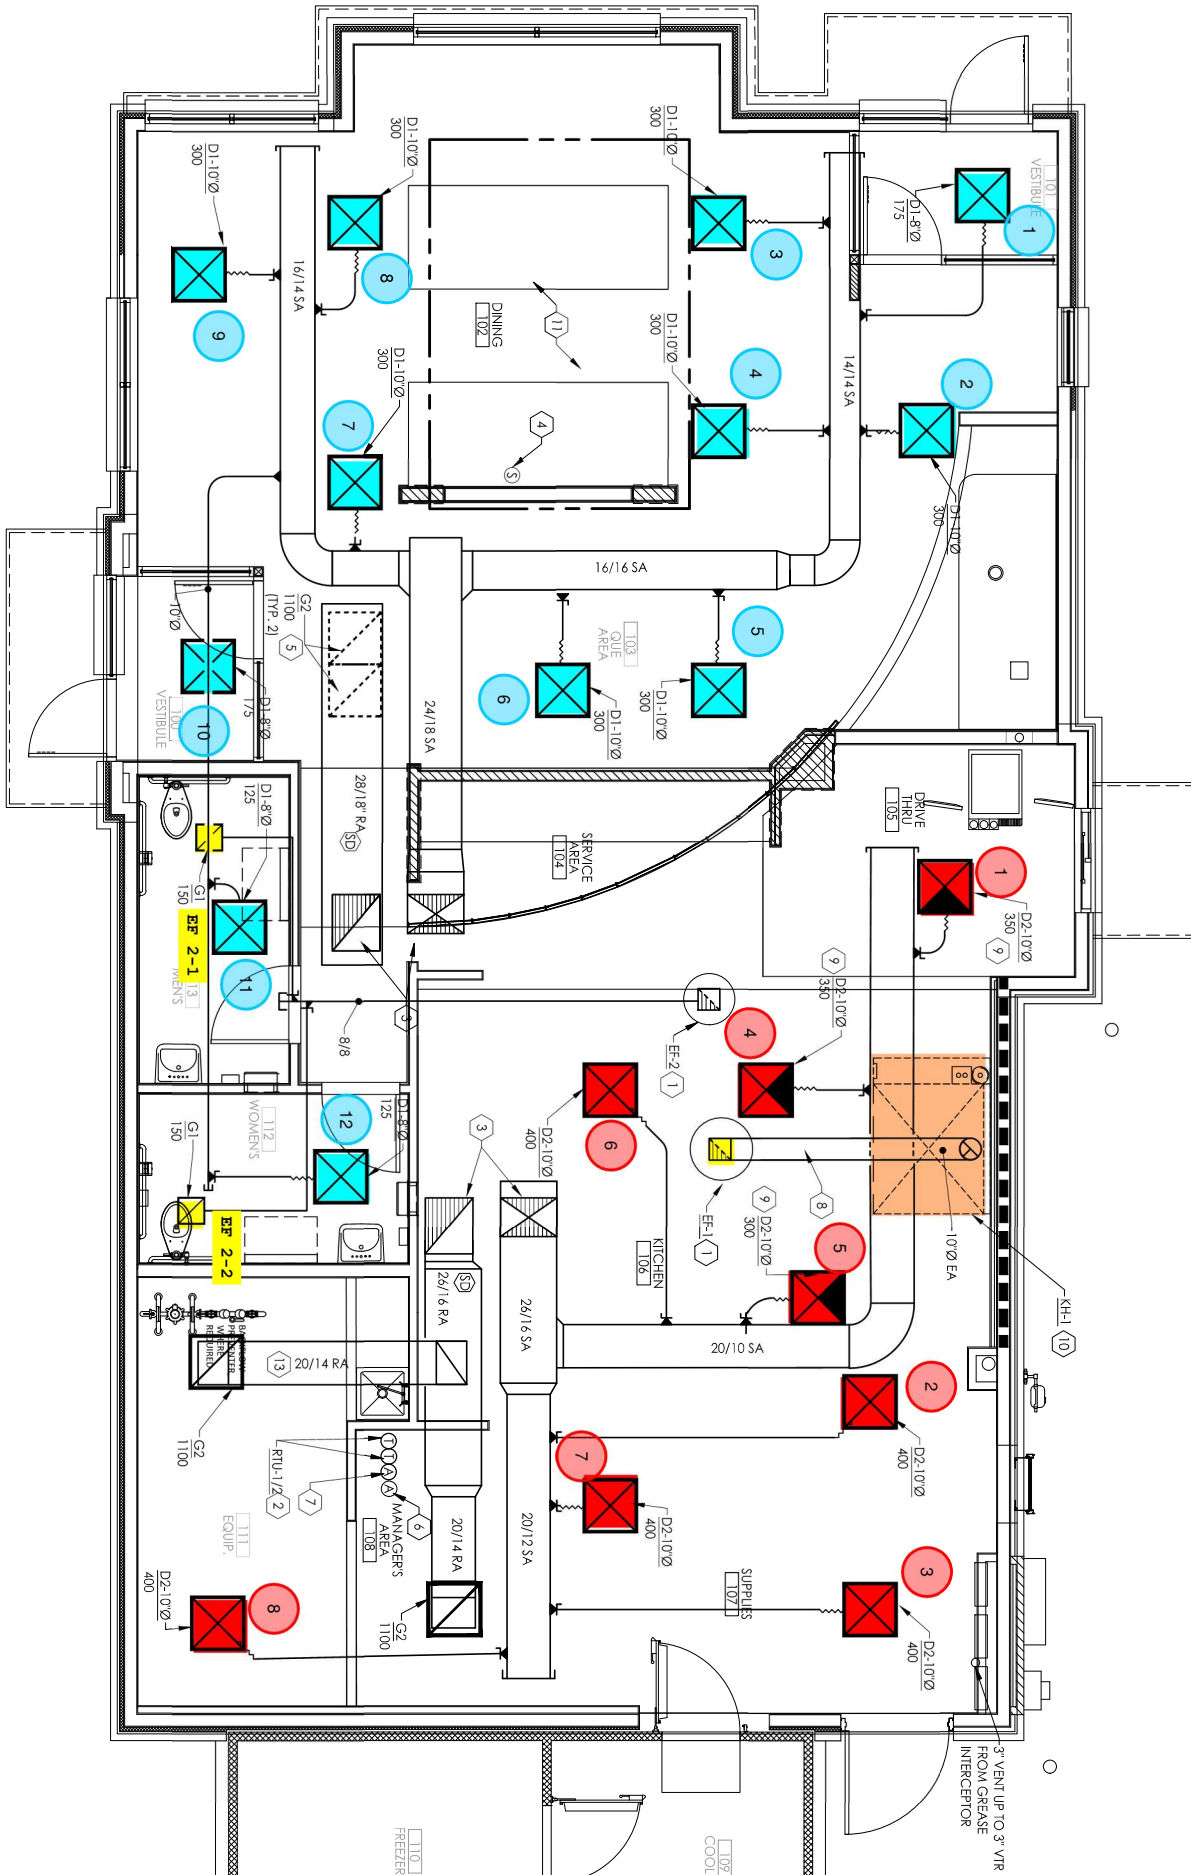 D1-10"Ø
300
D1-10"Ø
300
D1-10"Ø
300
101
VESTIBULE
D1-8"Ø
175
1
3
8
9
16/14 SA
DINING
102
11
D1-10"Ø
300
4
2
14/14 SA
D1-10"Ø
300
7
4
S
D1-10"Ø
300
16/16 SA
10"Ø
G2
1100
(TYP. 2)
5
103
QUE
AREA
5
D1-8"Ø
175
100
VESTIBULE
10
6
D1-10"Ø
300
D1-10"Ø
300
24/18 SA
28/18" RA
SD
D1-8"Ø
125
SERVICE
AREA
104
DRIVE
THRU
105
1
D2-10"Ø
350
9
G1
150
EF 2-1
13
MEN'S
11
3
8/8
9
D2-10"Ø
350
4
EF-2
1
6
D2-10"Ø
400
3
12
D1-8"Ø
125
112
WOMEN'S
G1
150
EF 2-2
8
10"Ø EA
EF-1
1
9
D2-10"Ø
300
5
KITCHEN
106
KH-1
10
SD
26/16 RA
26/16 SA
20/10 SA
BACKFLOW
PREVENTER
WHERE
REQUIRED
13
20/14 RA
G2
1100
2
D2-10"Ø
400
T
T
A
A
RTU-1/2
2
7
6
MANAGER'S
AREA
108
7
D2-10"Ø
400
20/14 RA
20/12 SA
111
EQUIP.
G2
1100
SUPPLIES
107
3
D2-10"Ø
400
D2-10"Ø
400
8
3" VENT UP TO 3" VTR
FROM GREASE
INTERCEPTOR
110
FREEZER
109
COOL